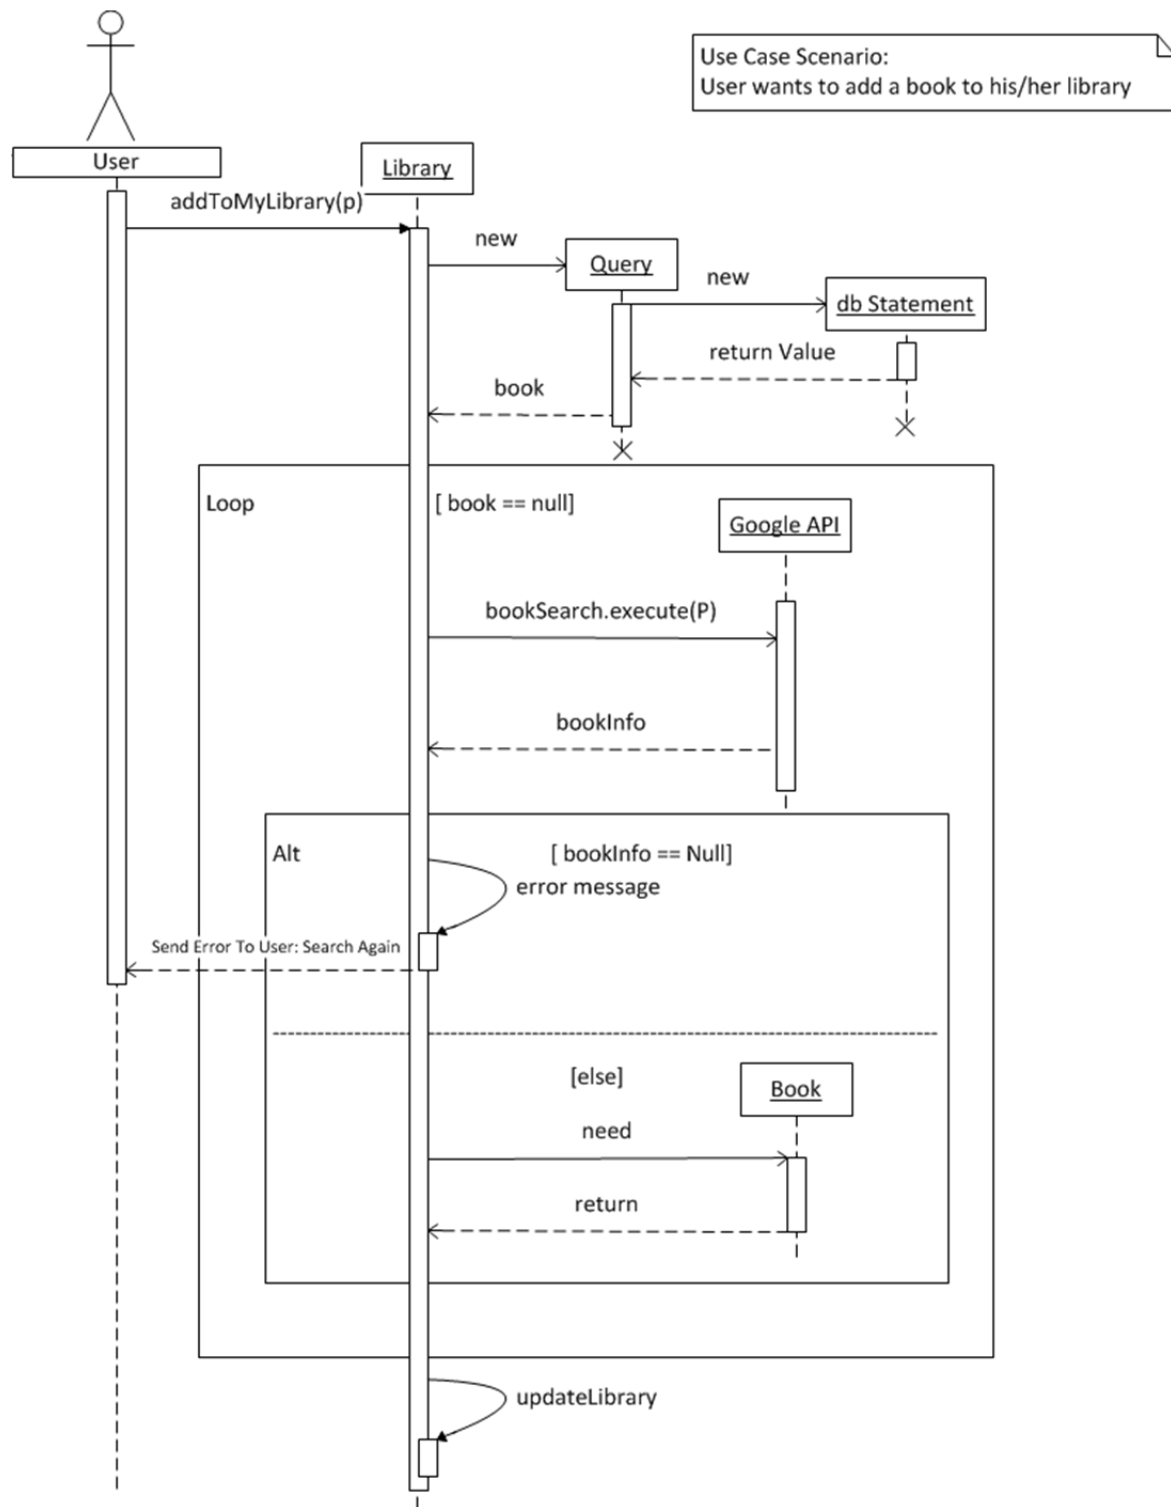 Use Case Scenario:
User wants to add a book to his/her library
User
Library
addToMyLibrary(p)
new
Query
new
db Statement
return Value
book
Loop
[ book == null]
Google API
bookSearch.execute(P)
bookInfo
Alt
[ bookInfo == Null]
error message
Send Error To User: Search Again
[else]
Book
need
return
updateLibrary